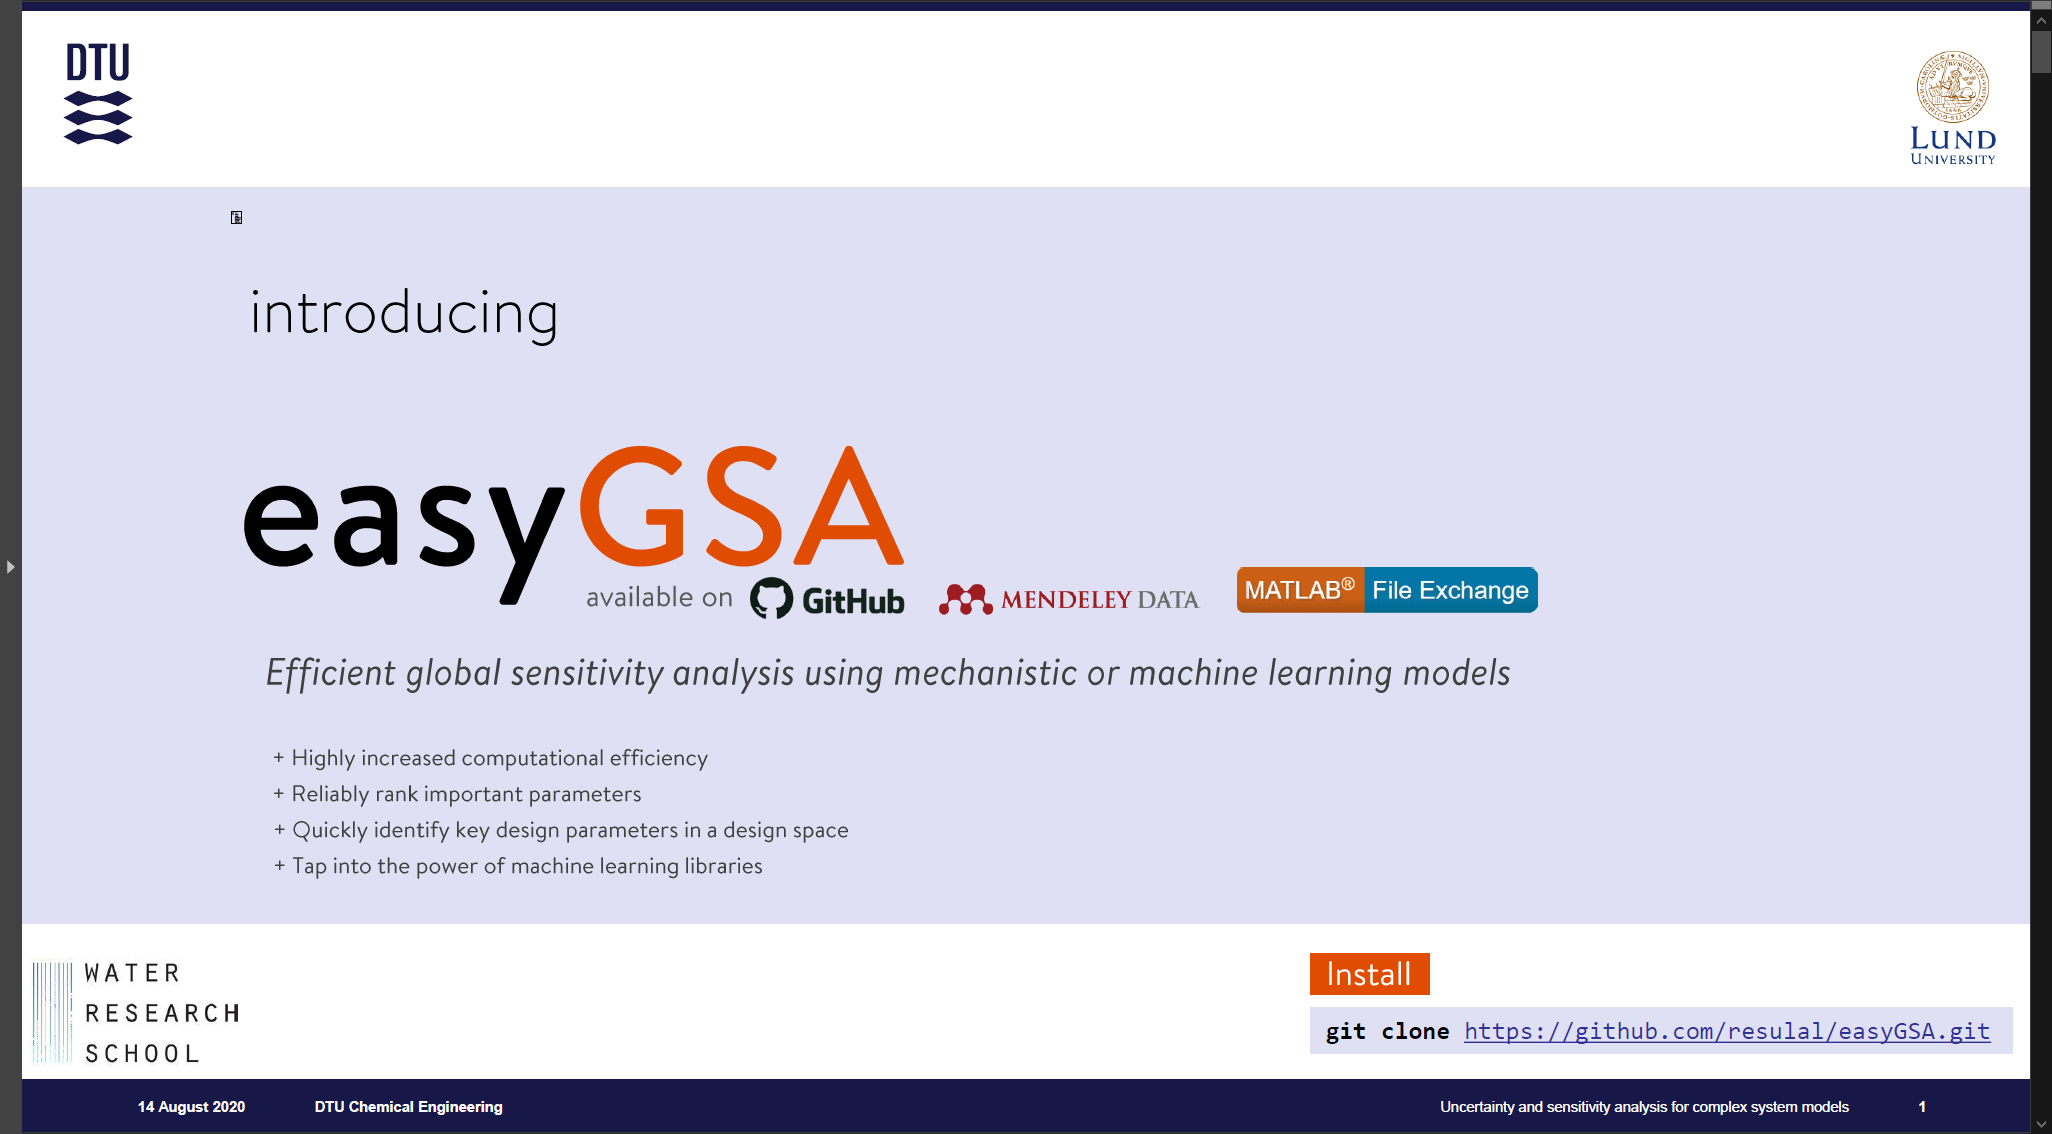 DTU
LUND
UNIVERSITY
introducing
easyGSA
available on GitHub MENDELEY DATA MATLAB® File Exchange
Efficient global sensitivity analysis using mechanistic or machine learning models
+ Highly increased computational efficiency
+ Reliably rank important parameters
+ Quickly identify key design parameters in a design space
+ Tap into the power of machine learning libraries
WATER
RESEARCH
SCHOOL
Install
git clone https://github.com/resulal/easyGSA.git
14 August 2020 DTU Chemical Engineering Uncertainty and sensitivity analysis for complex system models 1